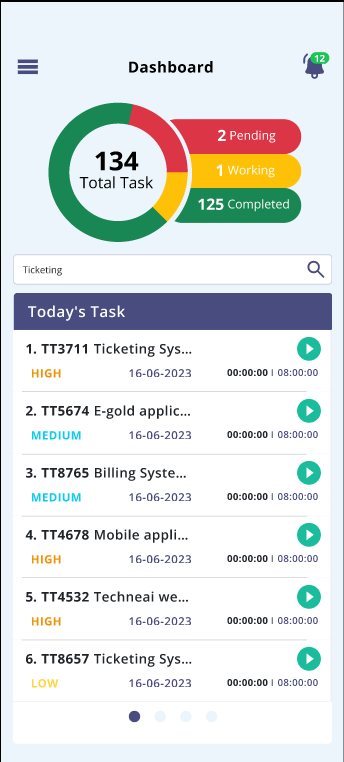 Dashboard
12
134
Total Task
2 Pending
1 Working
125 Completed
Ticketing
Today's Task
1. TT3711 Ticketing Sys...
HIGH 16-06-2023 00:00:00 I 08:00:00
2. TT5674 E-gold applic...
MEDIUM 16-06-2023 00:00:00 I 08:00:00
3. TT8765 Billing Syste...
MEDIUM 16-06-2023 00:00:00 I 08:00:00
4. TT4678 Mobile appli...
HIGH 16-06-2023 00:00:00 I 08:00:00
5. TT4532 Techneai we...
HIGH 16-06-2023 00:00:00 I 08:00:00
6. TT8657 Ticketing Sys...
LOW 16-06-2023 00:00:00 I 08:00:00